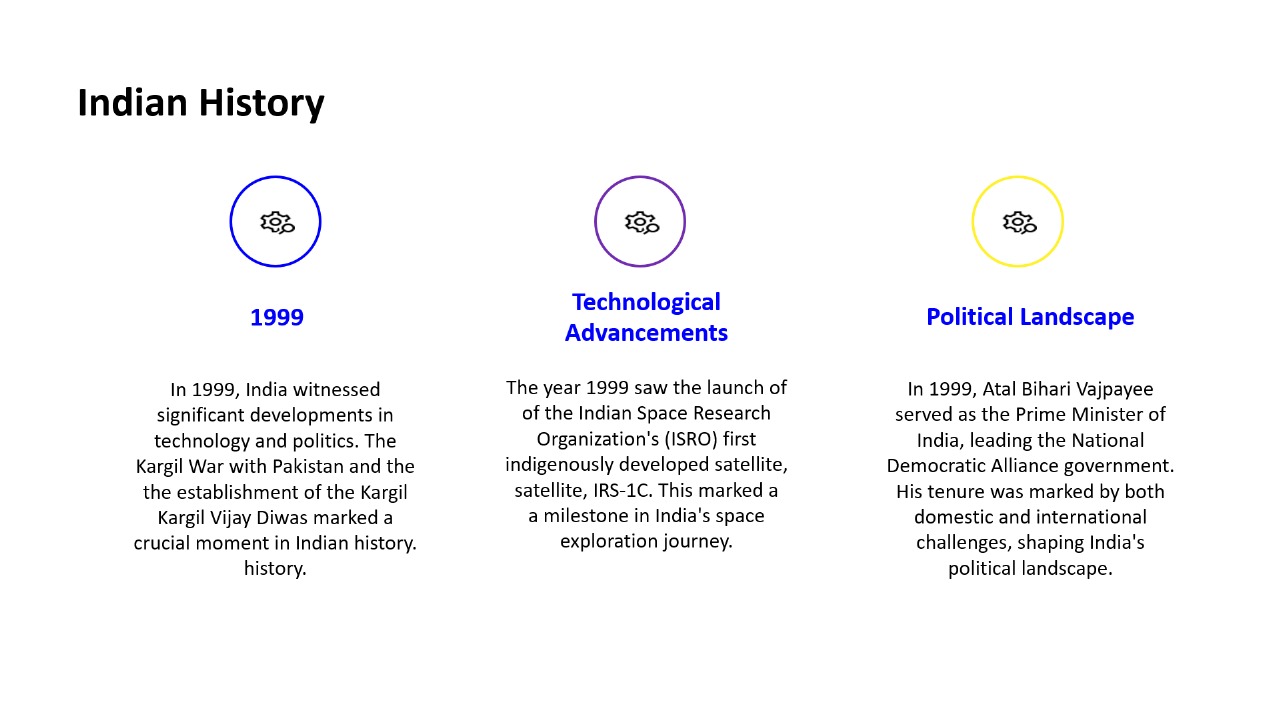 Indian History
1999
In 1999, India witnessed
significant developments in
technology and politics. The
Kargil War with Pakistan and the
the establishment of the Kargil
Kargil Vijay Diwas marked a
crucial moment in Indian history.
history.
Technological
Advancements
The year 1999 saw the launch of
of the Indian Space Research
Organization's (ISRO) first
indigenously developed satellite,
satellite, IRS-1C. This marked a
a milestone in India's space
exploration journey.
Political Landscape
In 1999, Atal Bihari Vajpayee
served as the Prime Minister of
India, leading the National
Democratic Alliance government.
His tenure was marked by both
domestic and international
challenges, shaping India's
political landscape.